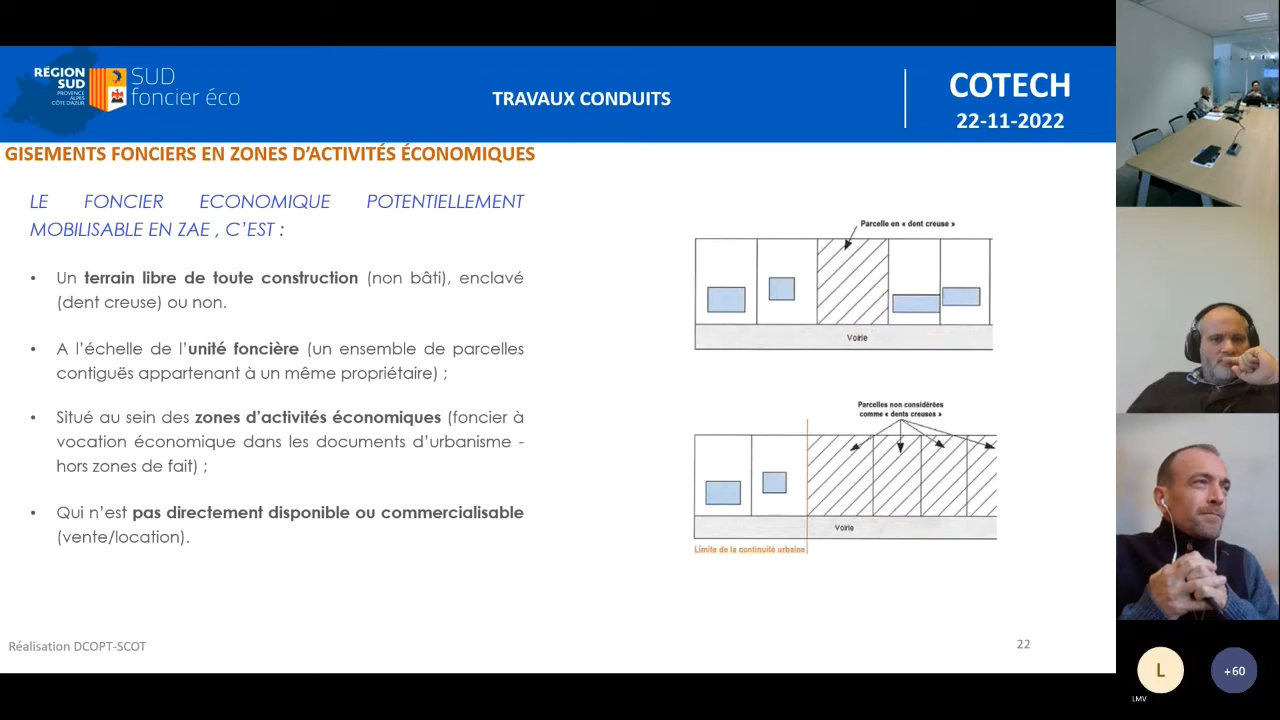 RÉGION
SUD
PROVENCE
ALPES
CÔTE D'AZUR
SUD
foncier éco
TRAVAUX CONDUITS
COTECH
22-11-2022
GISEMENTS FONCIERS EN ZONES D'ACTIVITÉS ÉCONOMIQUES
LE FONCIER ECONOMIQUE POTENTIELLEMENT
MOBILISABLE EN ZAE , C'EST :
• Un terrain libre de toute construction (non bâti), enclavé
(dent creuse) ou non.
• A l'échelle de l'unité foncière (un ensemble de parcelles
contiguës appartenant à un même propriétaire) ;
• Situé au sein des zones d'activités économiques (foncier à
vocation économique dans les documents d'urbanisme -
hors zones de fait) ;
• Qui n'est pas directement disponible ou commercialisable
(vente/location).
Parcelle en « dent creuse »
Voirie
Parcelles non considérées
comme « dents creuses »
Voirie
Limite de la continuité urbaine
Réalisation DCOPT-SCOT
22
L
+60
LMV